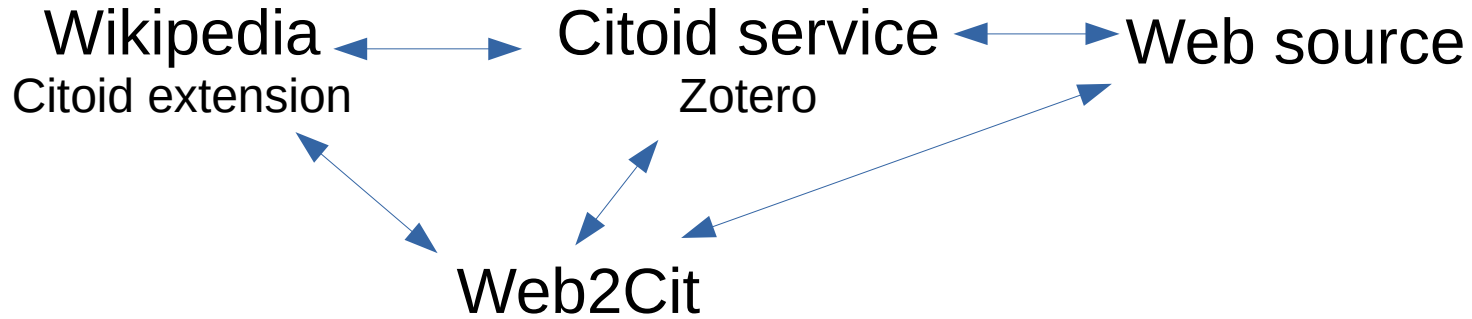 Wikipedia
Citoid extension
Citoid service
Zotero
Web source
Web2Cit